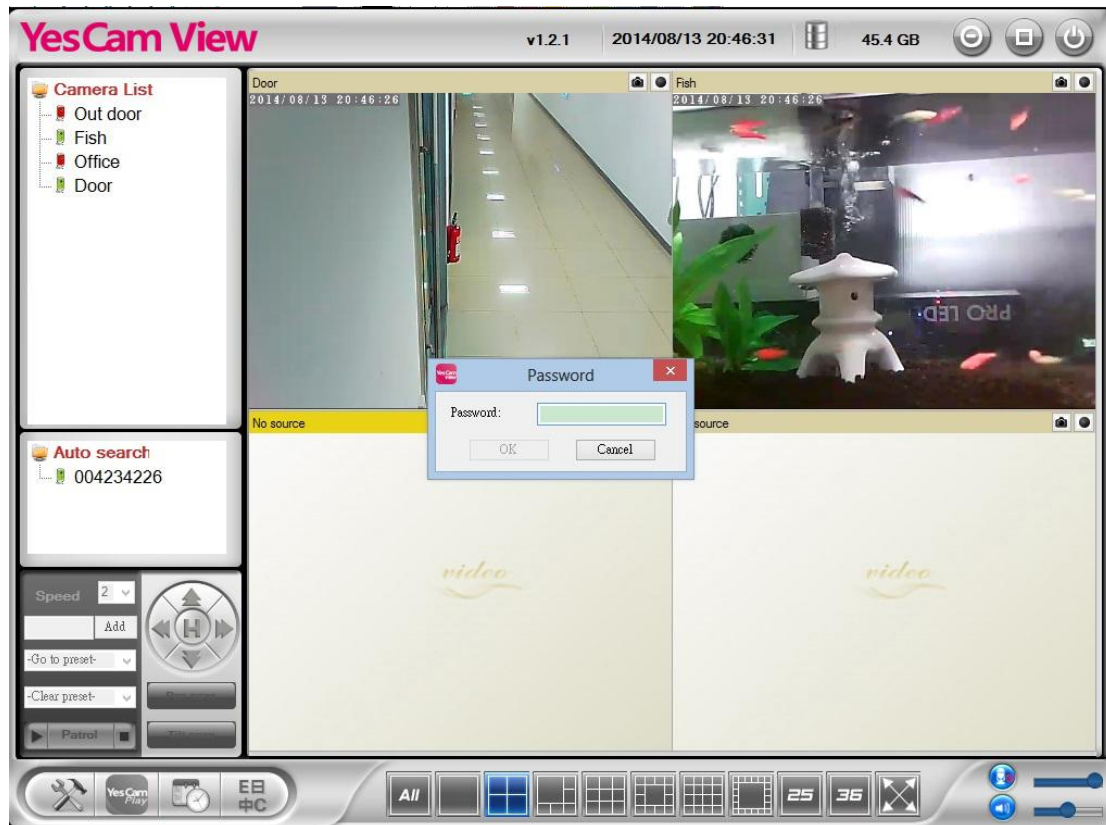 YesCam View
v1.2.1
2014/08/13 20:46:31
45.4 GB
Camera List
Out door
Fish
Office
Door
Door
2014/08/13 20:46:26
Fish
2014/08/13 20:46:26
PRO LED
Password
Password:
OK
Cancel
No source
source
video
video
Auto search
004234226
Speed
2
Add
-Go to preset-
-Clear preset-
Patrol
H
YesCam
Play
日
中C
All
25
36